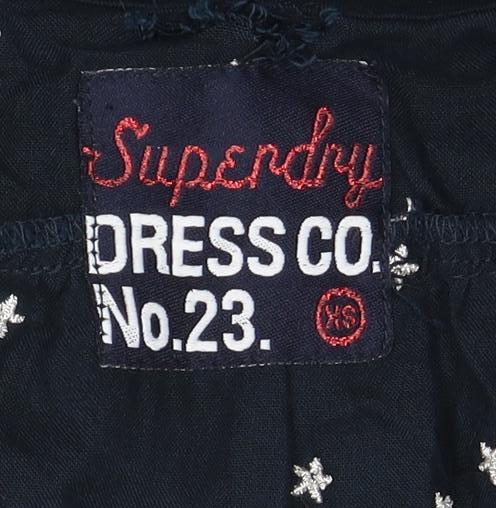 Superdry
DRESS CO.
No.23.
XS